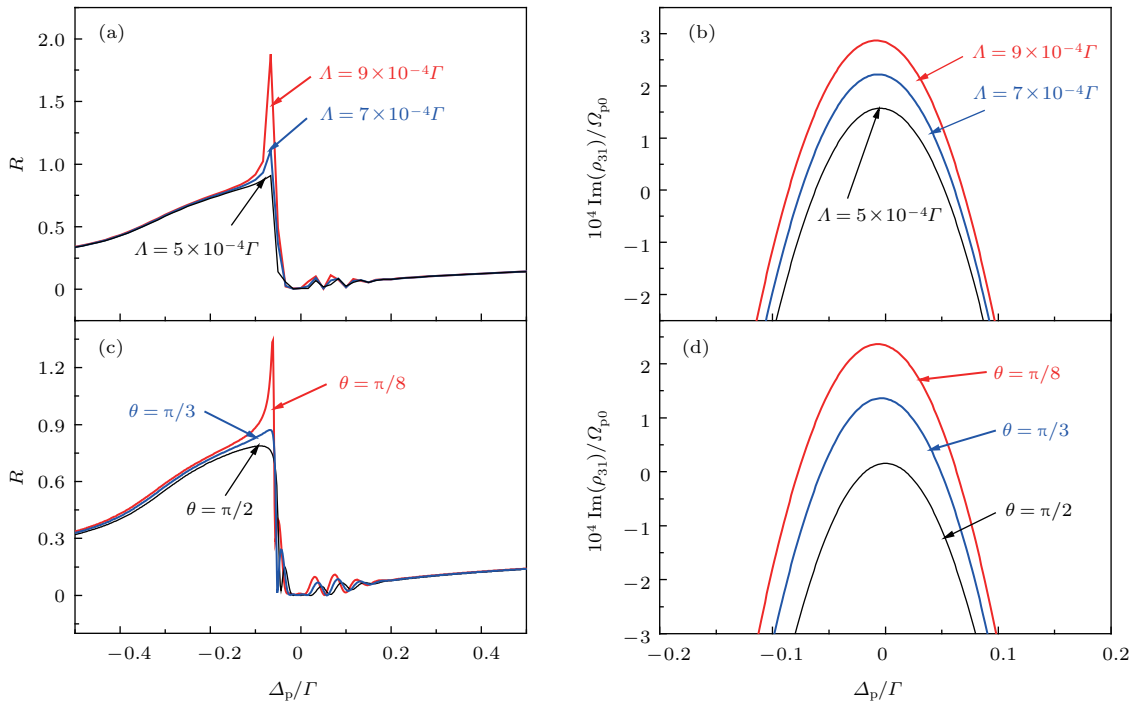 (a)
2.0
1.5
1.0
0.5
0
R
Λ = 9×10⁻⁴Γ
Λ = 7×10⁻⁴Γ
Λ = 5×10⁻⁴Γ
(b)
3
2
1
0
−1
−2
10⁴ Im(ρ₃₁)/Ωₚ₀
Λ = 9×10⁻⁴Γ
Λ = 7×10⁻⁴Γ
Λ = 5×10⁻⁴Γ
(c)
1.2
0.9
0.6
0.3
0
R
θ = π/8
θ = π/3
θ = π/2
−0.4
−0.2
0
0.2
0.4
Δₚ/Γ
(d)
2
1
0
−1
−2
−3
10⁴ Im(ρ₃₁)/Ωₚ₀
θ = π/8
θ = π/3
θ = π/2
−0.2
−0.1
0
0.1
0.2
Δₚ/Γ